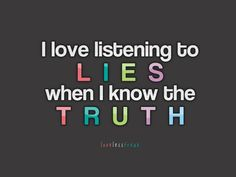 I love listening to
LIES
when I know the
TRUTH